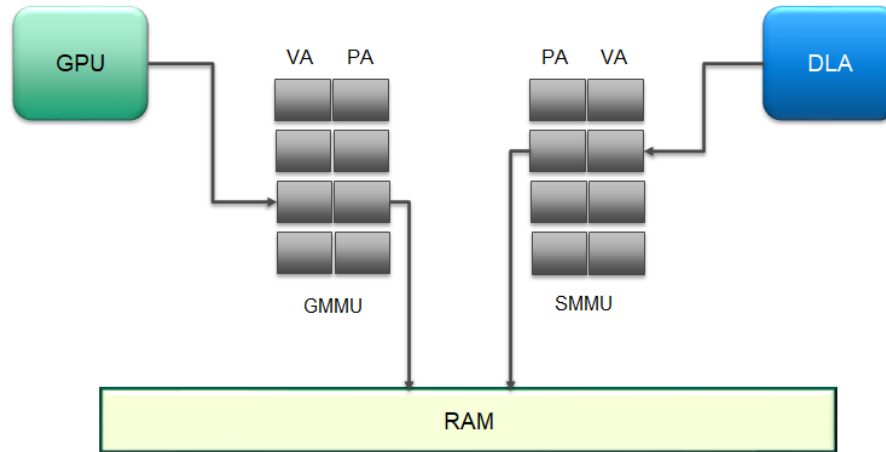 GPU
VA PA
PA VA
DLA
GMMU
SMMU
RAM